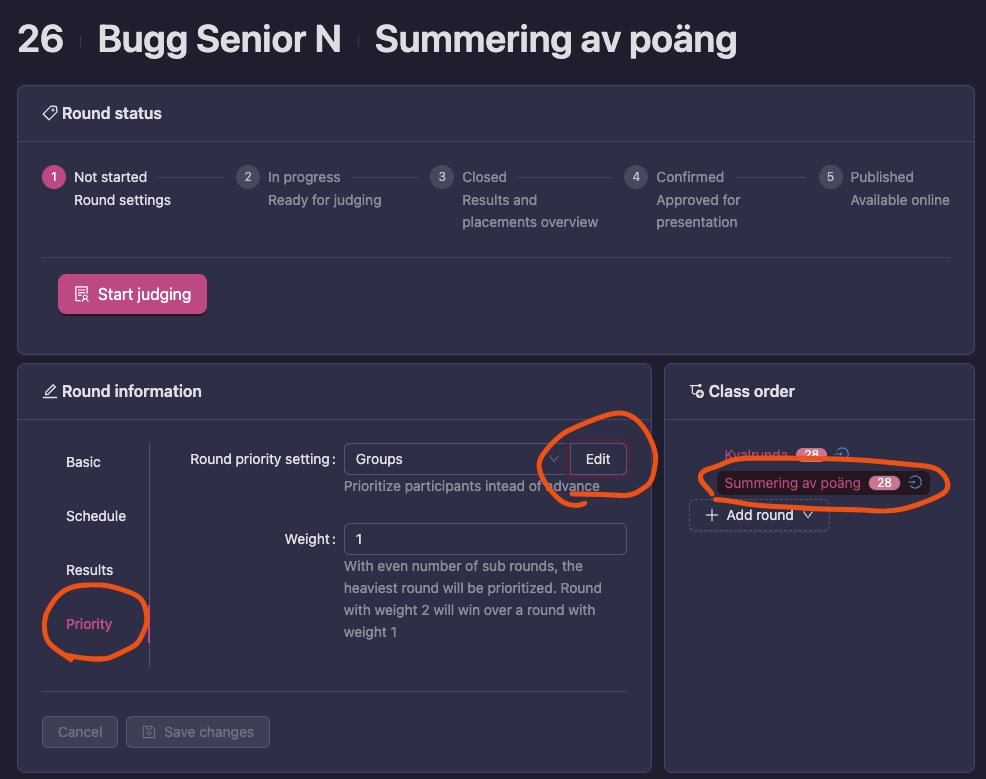 26 Bugg Senior N Summering av poäng
Round status
1 Not started
Round settings
2 In progress
Ready for judging
3 Closed
Results and
placements overview
4 Confirmed
Approved for
presentation
5 Published
Available online
Start judging
Round information
Basic
Schedule
Results
Priority
Round priority setting: Groups Edit
Prioritize participants intead of advance
Weight: 1
With even number of sub rounds, the
heaviest round will be prioritized. Round
with weight 2 will win over a round with
weight 1
Cancel Save changes
Class order
Kvalrunda 28
Summering av poäng 28
Add round